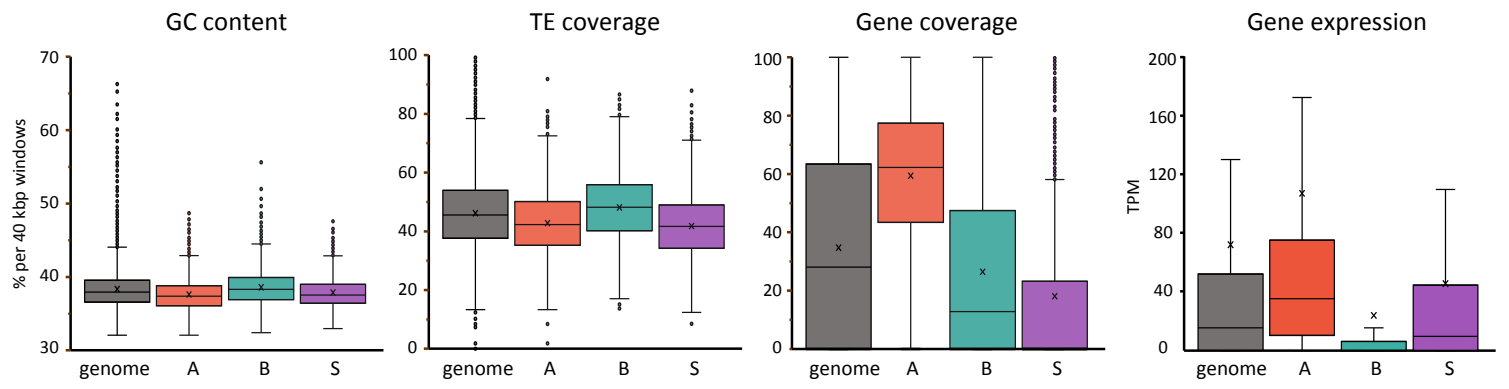 GC content
TE coverage
Gene coverage
Gene expression
% per 40 kbp windows
70
60
50
40
30
genome A B S
100
80
60
40
20
0
genome A B S
100
80
60
40
20
0
genome A B S
TPM
200
160
120
80
40
0
genome A B S